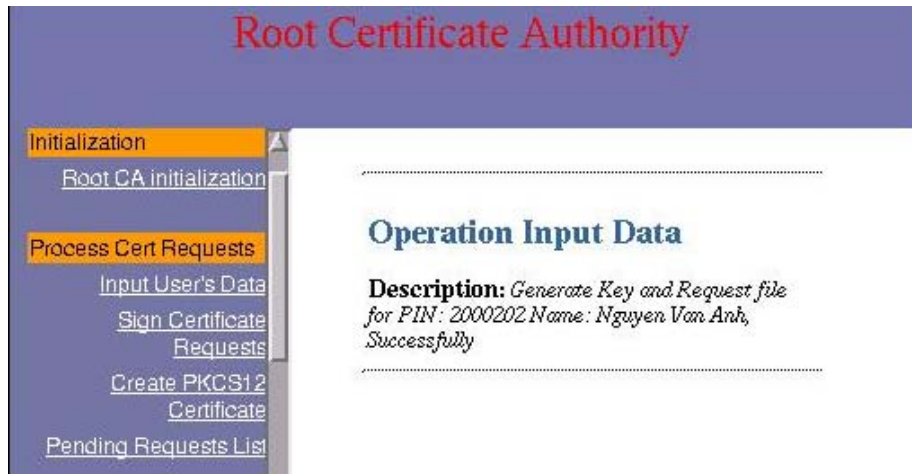 Root Certificate Authority
Initialization
Root CA initialization
Process Cert Requests
Input User's Data
Sign Certificate
Requests
Create PKCS12
Certificate
Pending Requests List
Operation Input Data
Description: Generate Key and Request file
for PIN: 2000202 Name: Nguyen Van Anh,
Successfully